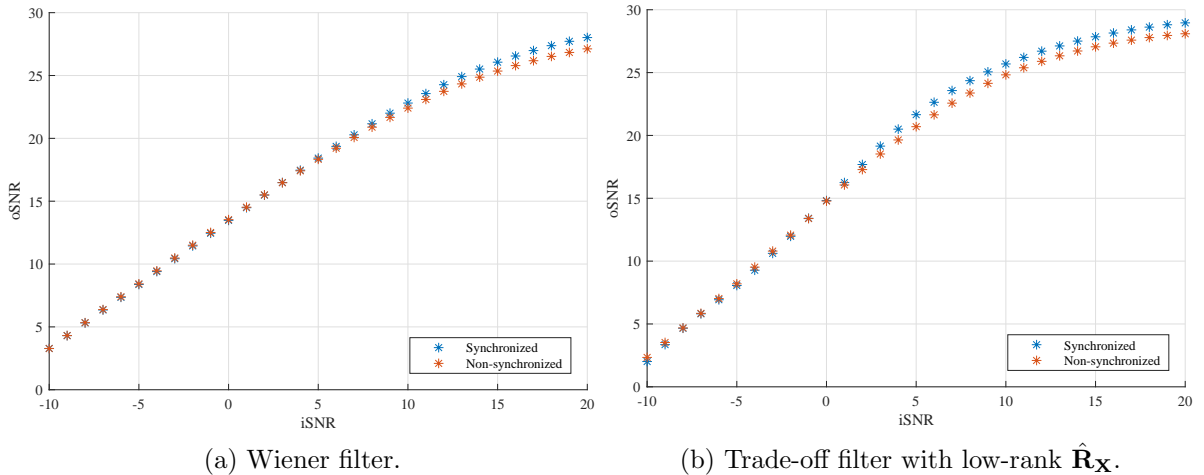 30
25
20
15
10
5
0
oSNR
-10 -5 0 5 10 15 20
iSNR
Synchronized
Non-synchronized
(a) Wiener filter.
30
25
20
15
10
5
0
oSNR
-10 -5 0 5 10 15 20
iSNR
Synchronized
Non-synchronized
(b) Trade-off filter with low-rank R̂_X.